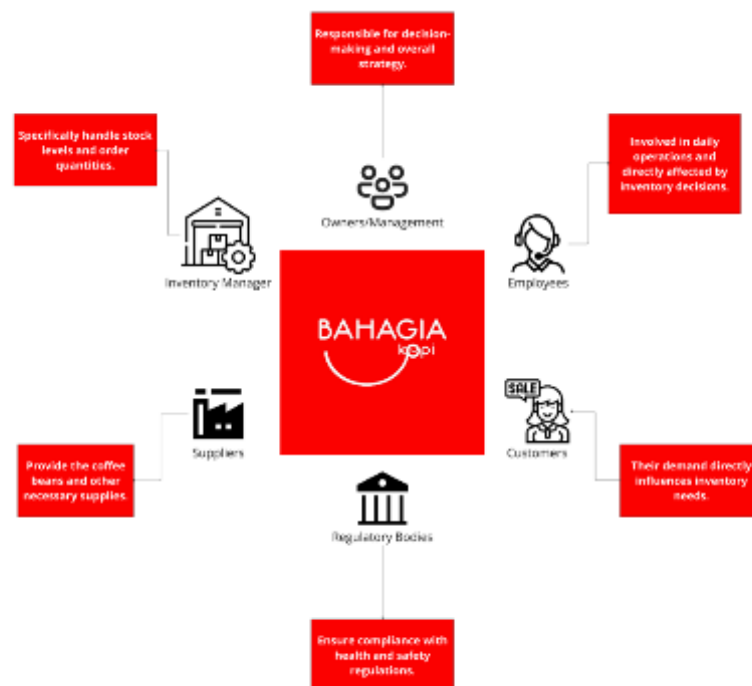 Responsible for decision-
making and overall
strategy.
Specifically handle stock
levels and order
quantities.
Involved in daily
operations and
directly affected by
inventory decisions.
Owners/Management
Inventory Manager
Employees
BAHAGIA
kopi
SALE
Suppliers
Customers
Provide the coffee
beans and other
necessary supplies.
Their demand directly
influences inventory
needs.
Regulatory Bodies
Ensure compliance with
health and safety
regulations.